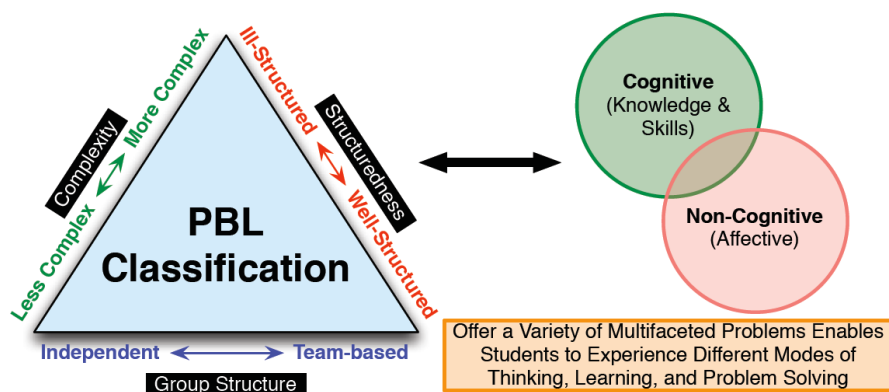 Complexity
Less Complex
More Complex
Ill-Structured
Well-Structured
Structuredness
PBL
Classification
Independent
Team-based
Group Structure
Cognitive
(Knowledge &
Skills)
Non-Cognitive
(Affective)
Offer a Variety of Multifaceted Problems Enables
Students to Experience Different Modes of
Thinking, Learning, and Problem Solving